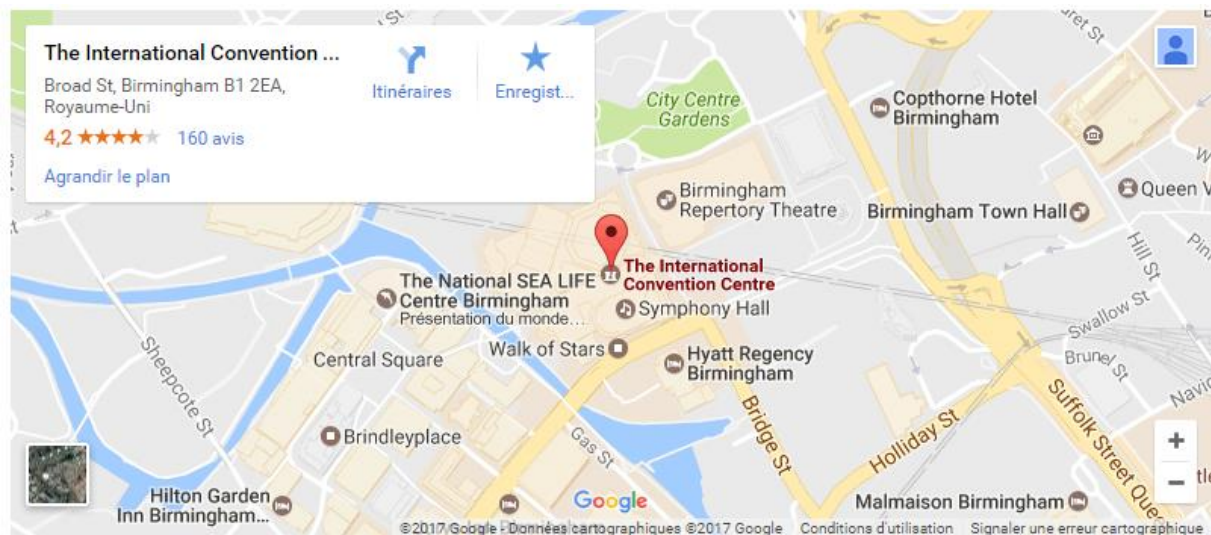 The International Convention ...
Broad St, Birmingham B1 2EA,
Royaume-Uni
4,2
160 avis
Agrandir le plan
Itinéraires
Enregist...
City Centre
Gardens
Copthorne Hotel
Birmingham
Birmingham
Repertory Theatre
Birmingham Town Hall
Queen V
Hill St
The International
Convention Centre
The National SEA LIFE
Centre Birmingham
Présentation du monde...
Symphony Hall
Walk of Stars
Central Square
Hyatt Regency
Birmingham
Swallow St
Brunel St
Navig
Sheepcote St
Brindleyplace
Gas St
Bridge St
Holliday St
Suffolk Street Que
Hilton Garden
Inn Birmingham...
Malmaison Birmingham
+
−
Google
©2017 Google - Données cartographiques ©2017 Google
Conditions d'utilisation
Signaler une erreur cartographique